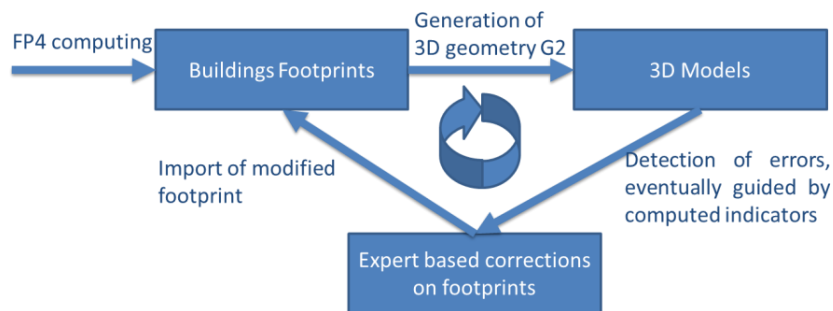 FP4 computing
Buildings Footprints
Generation of
3D geometry G2
3D Models
Import of modified
footprint
Detection of errors,
eventually guided by
computed indicators
Expert based corrections
on footprints